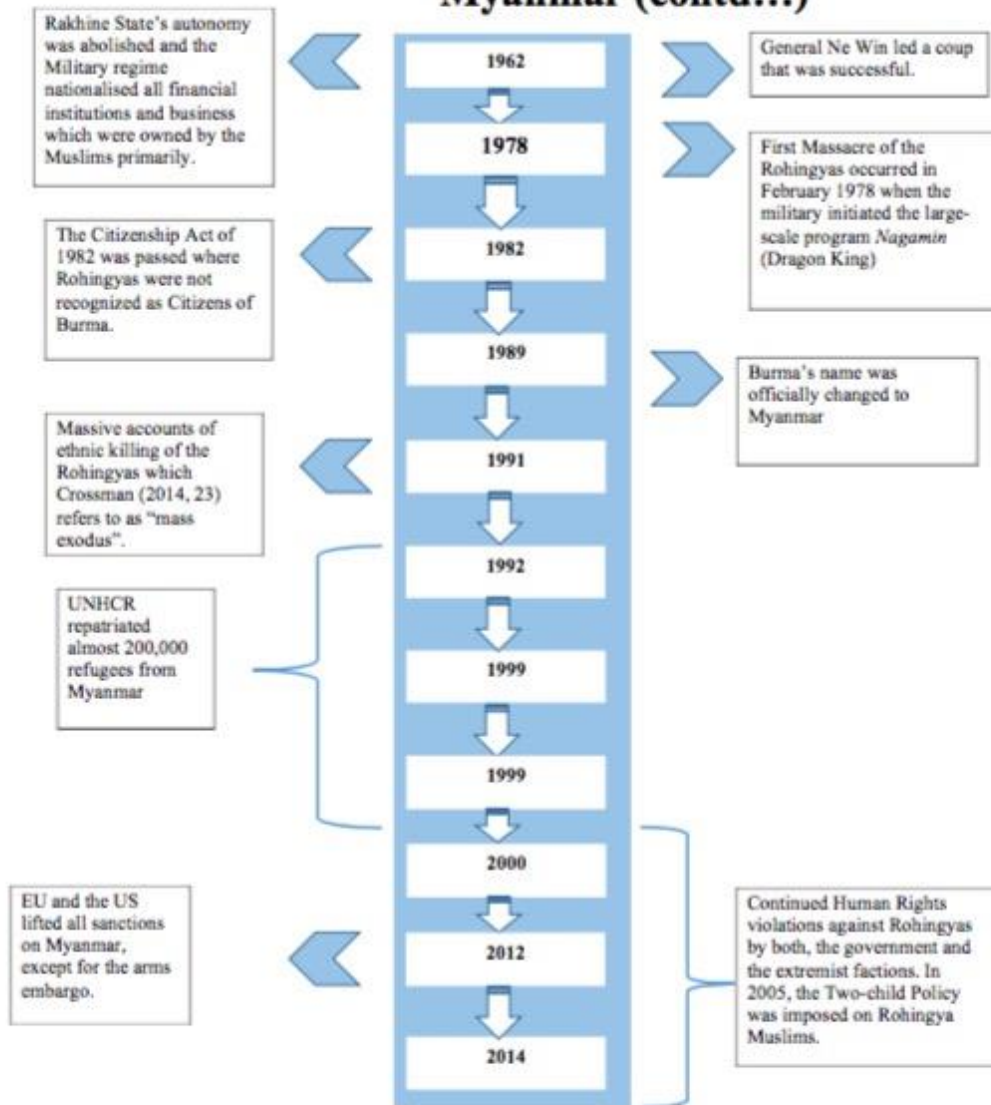 Myanmar (contd...)
Rakhine State's autonomy
was abolished and the
Military regime
nationalised all financial
institutions and business
which were owned by the
Muslims primarily.
1962
General Ne Win led a coup
that was successful.
1978
First Massacre of the
Rohingyas occurred in
February 1978 when the
military initiated the large-
scale program Nagamin
(Dragon King)
The Citizenship Act of
1982 was passed where
Rohingyas were not
recognized as Citizens of
Burma.
1982
1989
Burma's name was
officially changed to
Myanmar
Massive accounts of
ethnic killing of the
Rohingyas which
Crossman (2014, 23)
refers to as "mass
exodus".
1991
1992
UNHCR
repatriated
almost 200,000
refugees from
Myanmar
1999
1999
2000
EU and the US
lifted all sanctions
on Myanmar,
except for the arms
embargo.
2012
Continued Human Rights
violations against Rohingyas
by both, the government and
the extremist factions. In
2005, the Two-child Policy
was imposed on Rohingya
Muslims.
2014